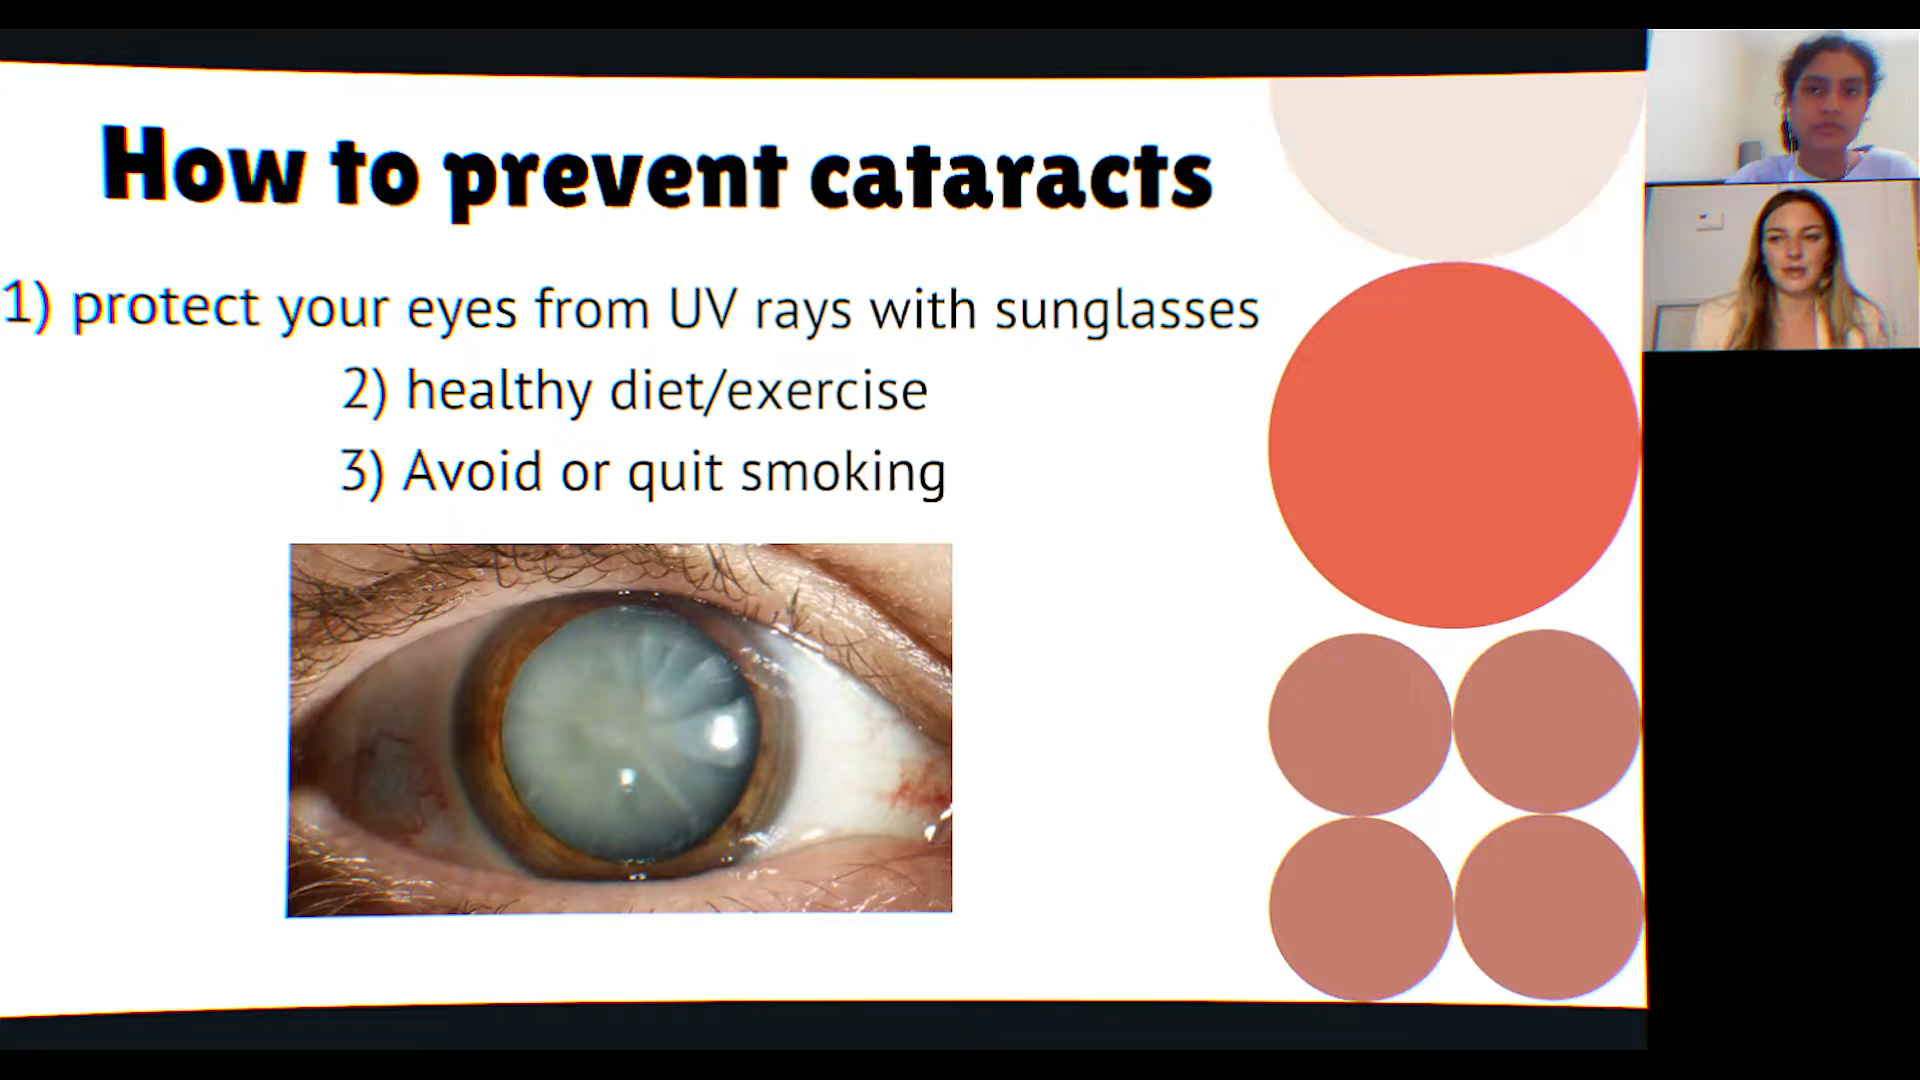 How to prevent cataracts
1) protect your eyes from UV rays with sunglasses
2) healthy diet/exercise
3) Avoid or quit smoking